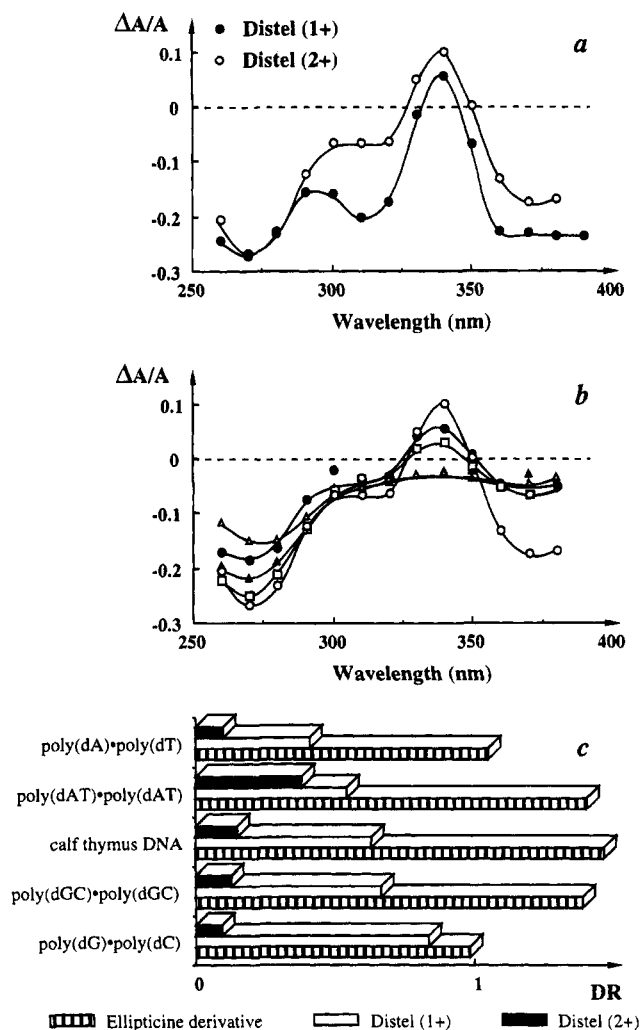 ΔA/A
● Distel (1+)
○ Distel (2+)
a
0.1
0
-0.1
-0.2
-0.3
250
300
350
400
Wavelength (nm)
ΔA/A
b
0.1
0
-0.1
-0.2
-0.3
250
300
350
400
Wavelength (nm)
c
poly(dA)•poly(dT)
poly(dAT)•poly(dAT)
calf thymus DNA
poly(dGC)•poly(dGC)
poly(dG)•poly(dC)
0
1
DR
Ellipticine derivative
Distel (1+)
Distel (2+)